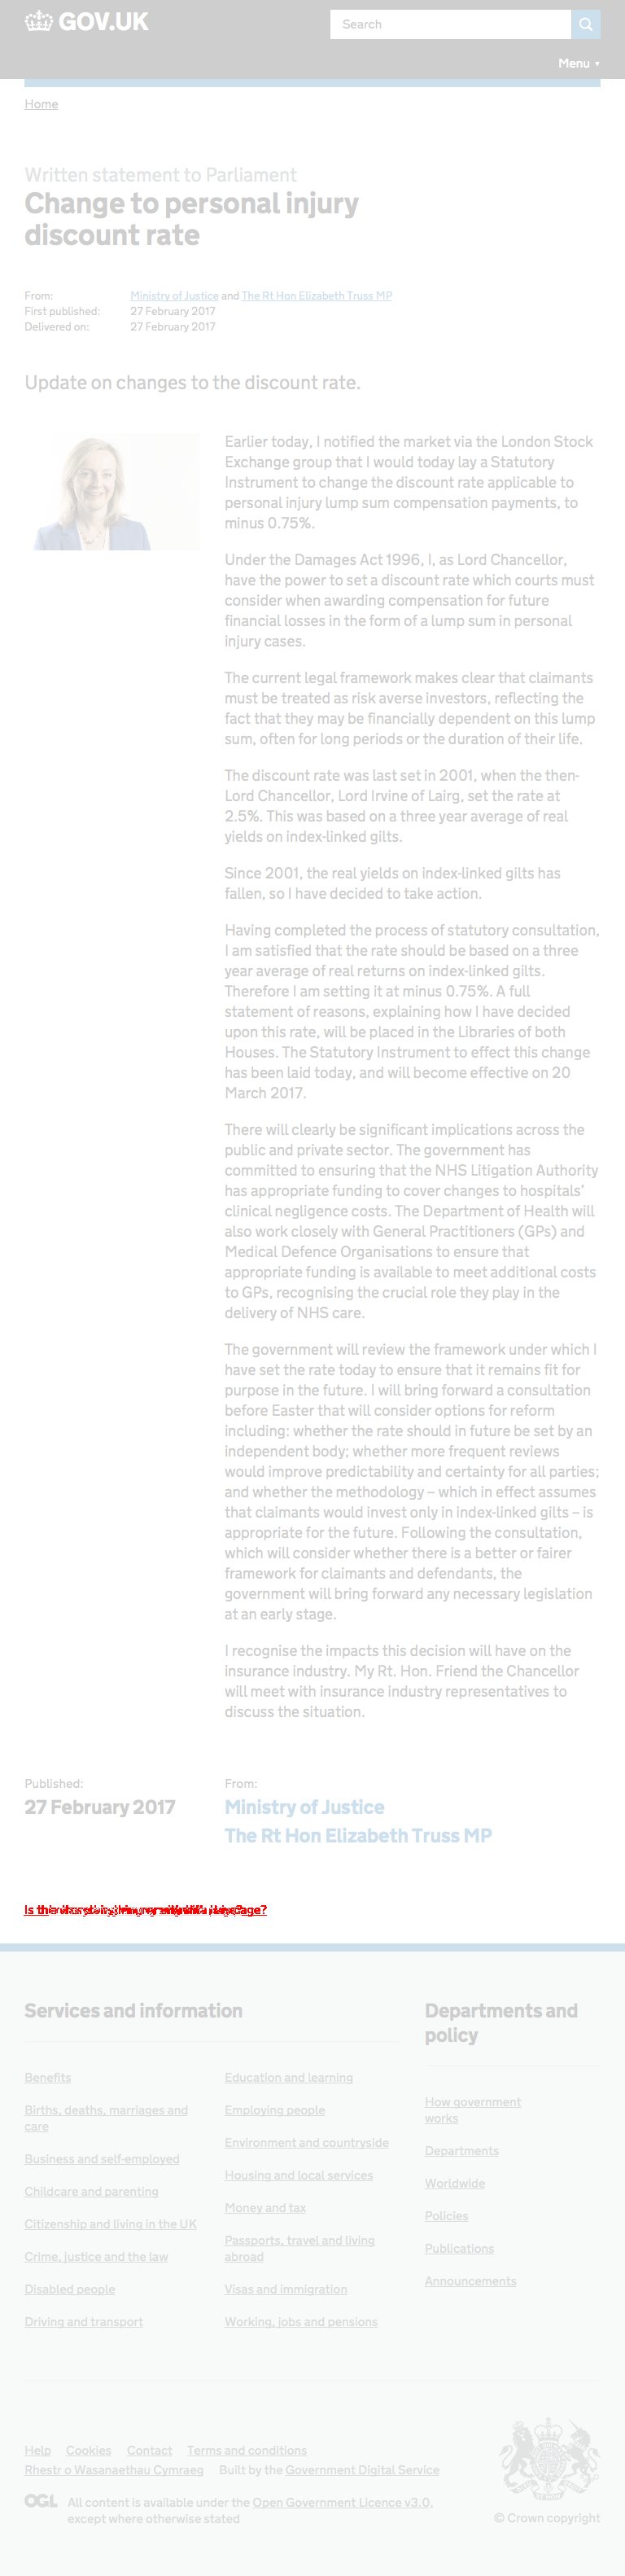 GOV.UK
Search
Menu ▼
Home
Written statement to Parliament
Change to personal injury
discount rate
From: Ministry of Justice and The Rt Hon Elizabeth Truss MP
First published: 27 February 2017
Delivered on: 27 February 2017
Update on changes to the discount rate.
Earlier today, I notified the market via the London Stock
Exchange group that I would today lay a Statutory
Instrument to change the discount rate applicable to
personal injury lump sum compensation payments, to
minus 0.75%.
Under the Damages Act 1996, I, as Lord Chancellor,
have the power to set a discount rate which courts must
consider when awarding compensation for future
financial losses in the form of a lump sum in personal
injury cases.
The current legal framework makes clear that claimants
must be treated as risk averse investors, reflecting the
fact that they may be financially dependent on this lump
sum, often for long periods or the duration of their life.
The discount rate was last set in 2001, when the then-
Lord Chancellor, Lord Irvine of Lairg, set the rate at
2.5%. This was based on a three year average of real
yields on index-linked gilts.
Since 2001, the real yields on index-linked gilts has
fallen, so I have decided to take action.
Having completed the process of statutory consultation,
I am satisfied that the rate should be based on a three
year average of real returns on index-linked gilts.
Therefore I am setting it at minus 0.75%. A full
statement of reasons, explaining how I have decided
upon this rate, will be placed in the Libraries of both
Houses. The Statutory Instrument to effect this change
has been laid today, and will become effective on 20
March 2017.
There will clearly be significant implications across the
public and private sector. The government has
committed to ensuring that the NHS Litigation Authority
has appropriate funding to cover changes to hospitals'
clinical negligence costs. The Department of Health will
also work closely with General Practitioners (GPs) and
Medical Defence Organisations to ensure that
appropriate funding is available to meet additional costs
to GPs, recognising the crucial role they play in the
delivery of NHS care.
The government will review the framework under which I
have set the rate today to ensure that it remains fit for
purpose in the future. I will bring forward a consultation
before Easter that will consider options for reform
including: whether the rate should in future be set by an
independent body; whether more frequent reviews
would improve predictability and certainty for all parties;
and whether the methodology – which in effect assumes
that claimants would invest only in index-linked gilts – is
appropriate for the future. Following the consultation,
which will consider whether there is a better or fairer
framework for claimants and defendants, the
government will bring forward any necessary legislation
at an early stage.
I recognise the impacts this decision will have on the
insurance industry. My Rt. Hon. Friend the Chancellor
will meet with insurance industry representatives to
discuss the situation.
Published: From:
27 February 2017 Ministry of Justice
The Rt Hon Elizabeth Truss MP
Services and information
Benefits
Births, deaths, marriages and
care
Business and self-employed
Childcare and parenting
Citizenship and living in the UK
Crime, justice and the law
Disabled people
Driving and transport
Education and learning
Employing people
Environment and countryside
Housing and local services
Money and tax
Passports, travel and living
abroad
Visas and immigration
Working, jobs and pensions
Departments and
policy
How government
works
Departments
Worldwide
Policies
Publications
Announcements
Help Cookies Contact Terms and conditions
Rhestr o Wasanaethau Cymraeg Built by the Government Digital Service
OGL All content is available under the Open Government Licence v3.0,
except where otherwise stated
© Crown copyright